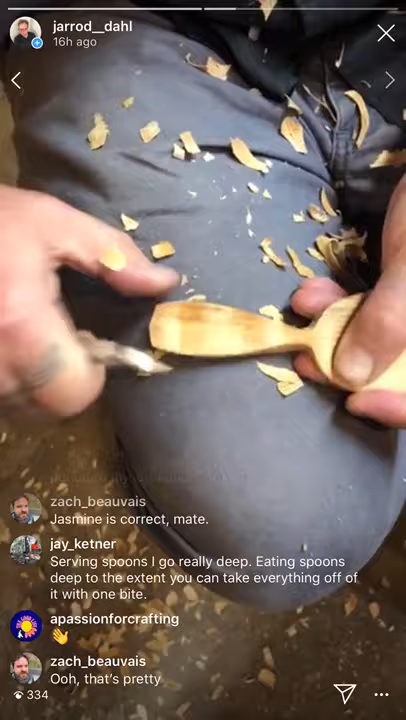 jarrod__dahl
16h ago
zach_beauvais
Jasmine is correct, mate.
jay_ketner
Serving spoons I go really deep. Eating spoons
deep to the extent you can take everything off of
it with one bite.
apassionforcrafting
👋
zach_beauvais
Ooh, that's pretty
334